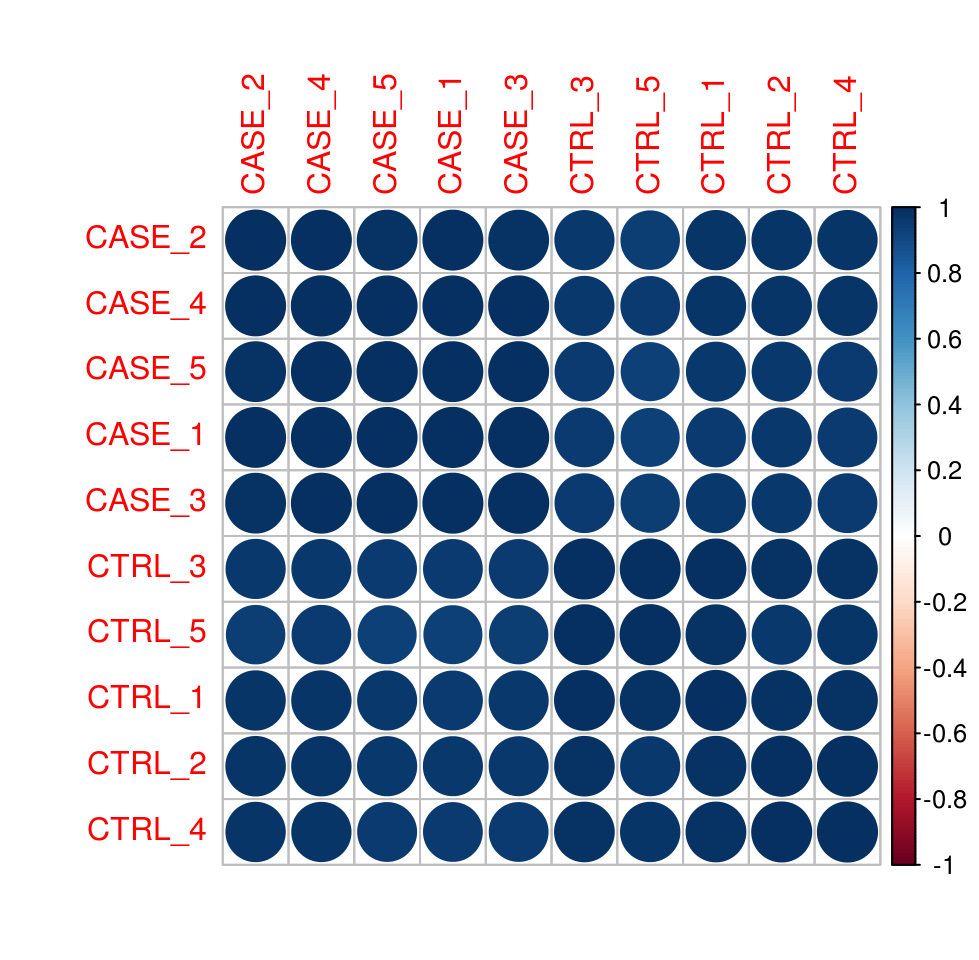 CASE_2
CASE_4
CASE_5
CASE_1
CASE_3
CTRL_3
CTRL_5
CTRL_1
CTRL_2
CTRL_4
CASE_2
CASE_4
CASE_5
CASE_1
CASE_3
CTRL_3
CTRL_5
CTRL_1
CTRL_2
CTRL_4
1
0.8
0.6
0.4
0.2
0
-0.2
-0.4
-0.6
-0.8
-1